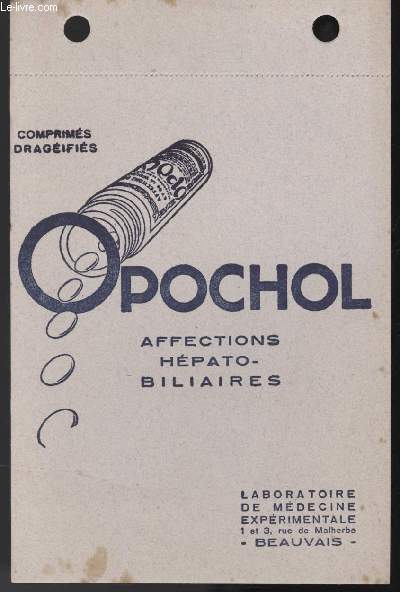 Le-livre.com
COMPRIMÉS
DRAGÉIFIÉS
OPOCHOL
AFFECTIONS
HÉPATO-
BILIAIRES
LABORATOIRE
DE MÉDECINE
EXPÉRIMENTALE
1 et 3, rue de Malherbe
- BEAUVAIS -